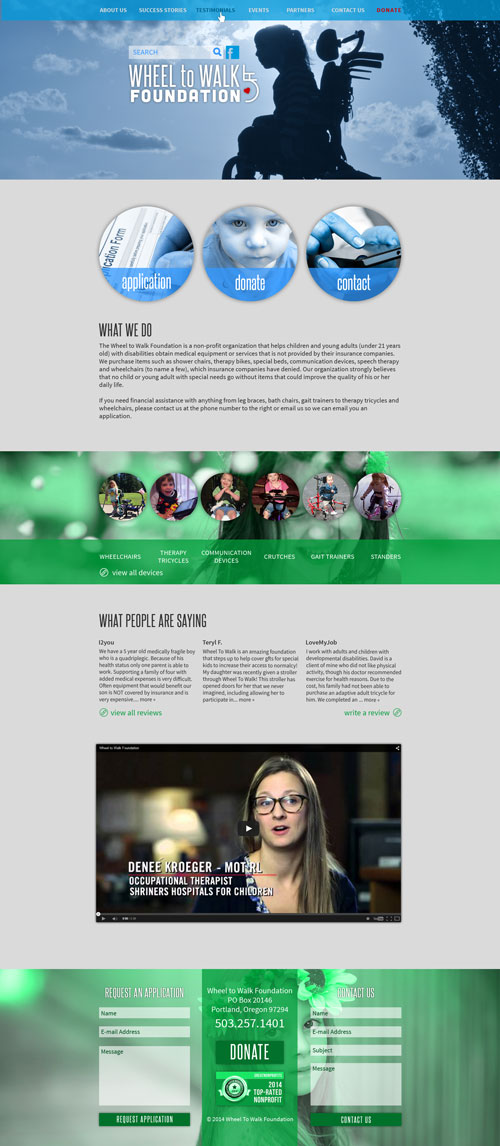 ABOUT US SUCCESS STORIES TESTIMONIALS EVENTS PARTNERS CONTACT US DONATE
SEARCH
WHEEL to WALK
FOUNDATION
ication Form
application
donate
contact
WHAT WE DO
The Wheel to Walk Foundation is a non-profit organization that helps children and young adults (under 21 years
old) with disabilities obtain medical equipment or services that is not provided by their insurance companies.
We purchase items such as shower chairs, therapy bikes, special beds, communication devices, speech therapy
and wheelchairs (to name a few), which insurance companies have denied. Our organization strongly believes
that no child or young adult with special needs go without items that could improve the quality of his or her
daily life.
If you need financial assistance with anything from leg braces, bath chairs, gait trainers to therapy tricycles and
wheelchairs, please contact us at the phone number to the right or email us so we can email you an
application.
WHEELCHAIRS
THERAPY
TRICYCLES
COMMUNICATION
DEVICES
CRUTCHES
GAIT TRAINERS
STANDERS
view all devices
WHAT PEOPLE ARE SAYING
l2you
We have a 5 year old medically fragile boy
who is a quadriplegic. Because of his
health status only one parent is able to
work. Supporting a family of four with
added medical expenses is very difficult.
Often equipment that would benefit our
son is NOT covered by insurance and is
very expensive.... more »
Teryl F.
Wheel To Walk is an amazing foundation
that steps up to help cover gfts for special
kids to increase their access to normalcy!
My daughter was recently given a stroller
through Wheel To Walk! This stroller has
opened doors for her that we never
imagined, including allowing her to
participate in... more »
LoveMyJob
I work with adults and children with
developmental disabilities. David is a
client of mine who did not like physical
activity, though his doctor recommended
exercise for health reasons. Due to the
cost, his family had not been able to
purchase an adaptive adult tricycle for
him. We completed an ... more »
view all reviews
write a review
Wheel to Walk Foundation
DENEE KROEGER - MOT,RL
OCCUPATIONAL THERAPIST
SHRINERS HOSPITALS FOR CHILDREN
YouTube
REQUEST AN APPLICATION
Name
E-mail Address
Message
REQUEST APPLICATION
Wheel to Walk Foundation
PO Box 20146
Portland, Oregon 97294
503.257.1401
DONATE
GREATNONPROFITS
2014
TOP-RATED
NONPROFIT
© 2014 Wheel To Walk Foundation
CONTACT US
Name
E-mail Address
Subject
Message
CONTACT US